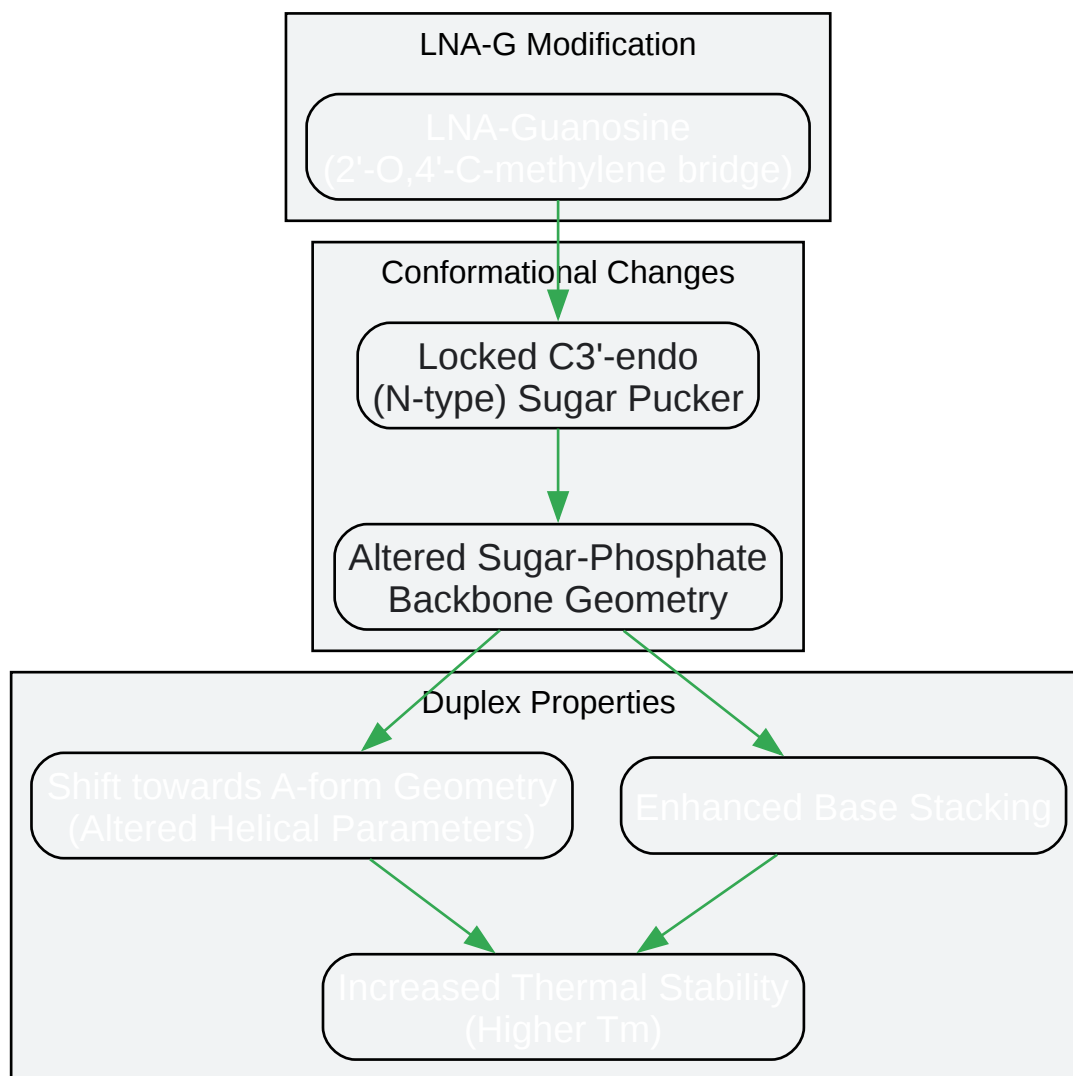 LNA-G Modification
LNA-Guanosine
(2'-O,4'-C-methylene bridge)
Conformational Changes
Locked C3'-endo
(N-type) Sugar Pucker
Altered Sugar-Phosphate
Backbone Geometry
Duplex Properties
Shift towards A-form Geometry
(Altered Helical Parameters)
Enhanced Base Stacking
Increased Thermal Stability
(Higher Tm)